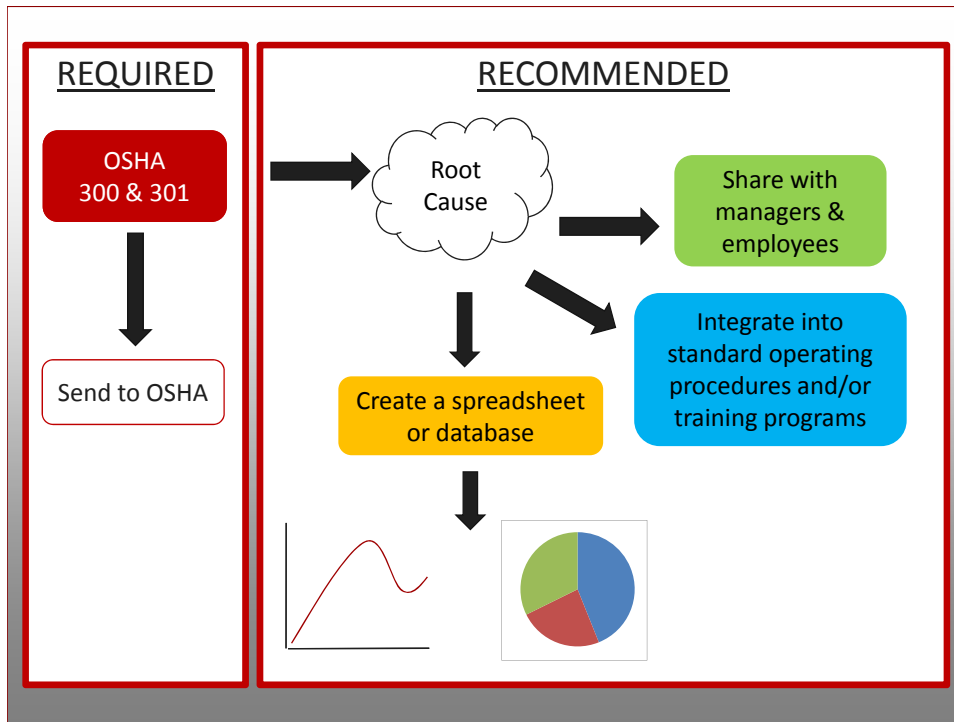 REQUIRED
OSHA
300 & 301
Send to OSHA
RECOMMENDED
Root
Cause
Share with
managers &
employees
Integrate into
standard operating
procedures and/or
training programs
Create a spreadsheet
or database